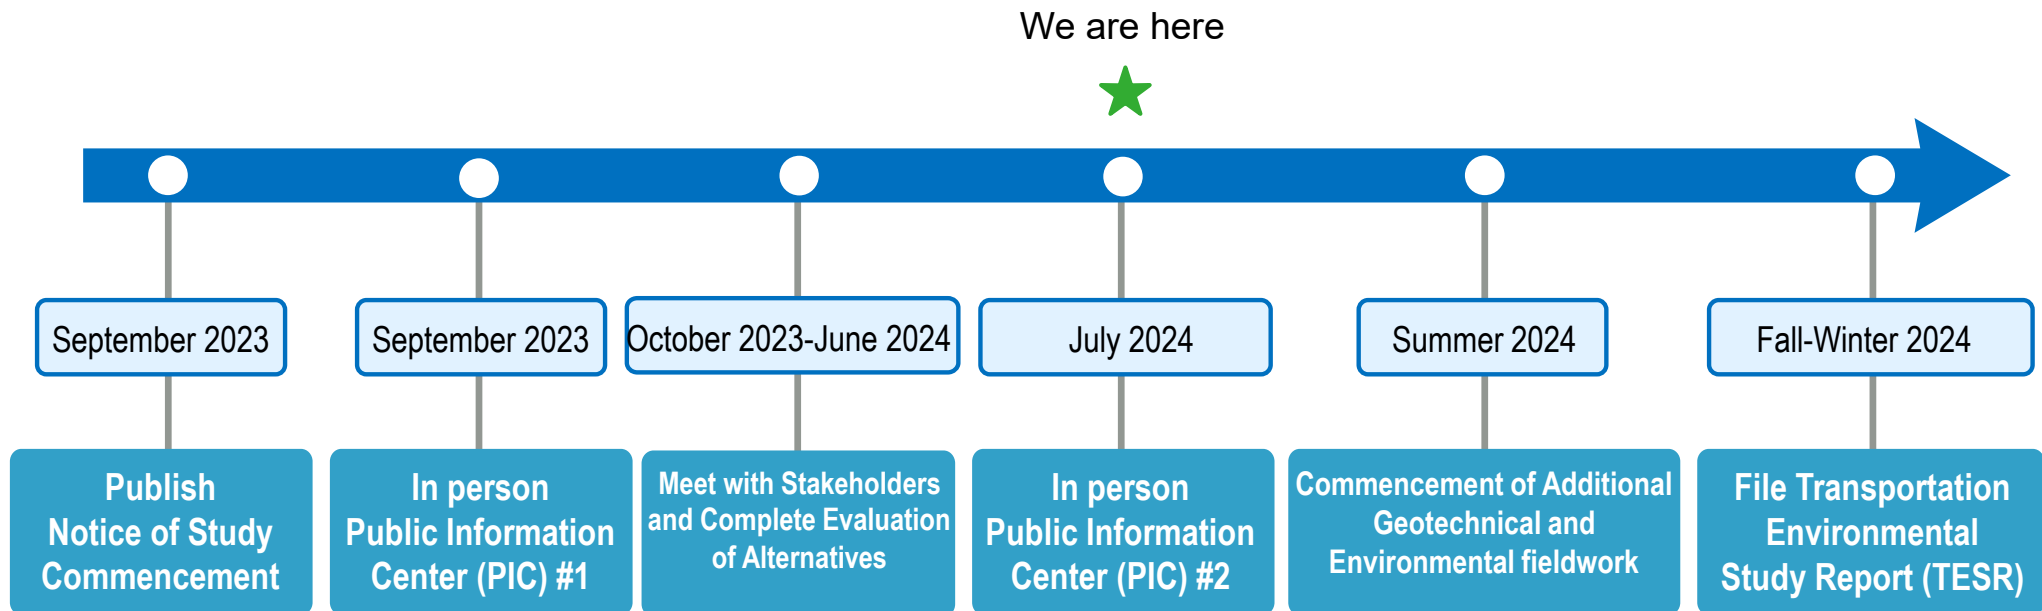 We are here
September 2023
September 2023
October 2023-June 2024
July 2024
Summer 2024
Fall-Winter 2024
Publish
Notice of Study
Commencement
In person
Public Information
Center (PIC) #1
Meet with Stakeholders
and Complete Evaluation
of Alternatives
In person
Public Information
Center (PIC) #2
Commencement of Additional
Geotechnical and
Environmental fieldwork
File Transportation
Environmental
Study Report (TESR)